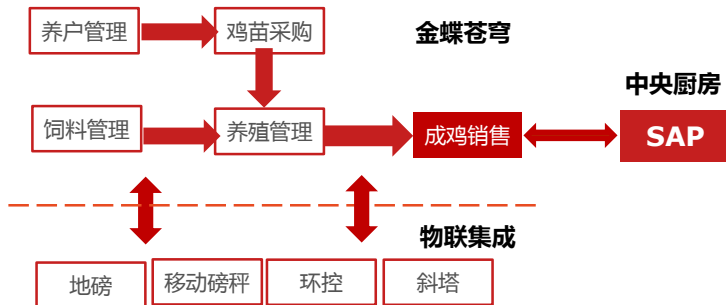 养户管理
鸡苗采购
金蝶苍穹
中央厨房
饲料管理
养殖管理
成鸡销售
SAP
物联集成
地磅
移动磅秤
环控
斜塔